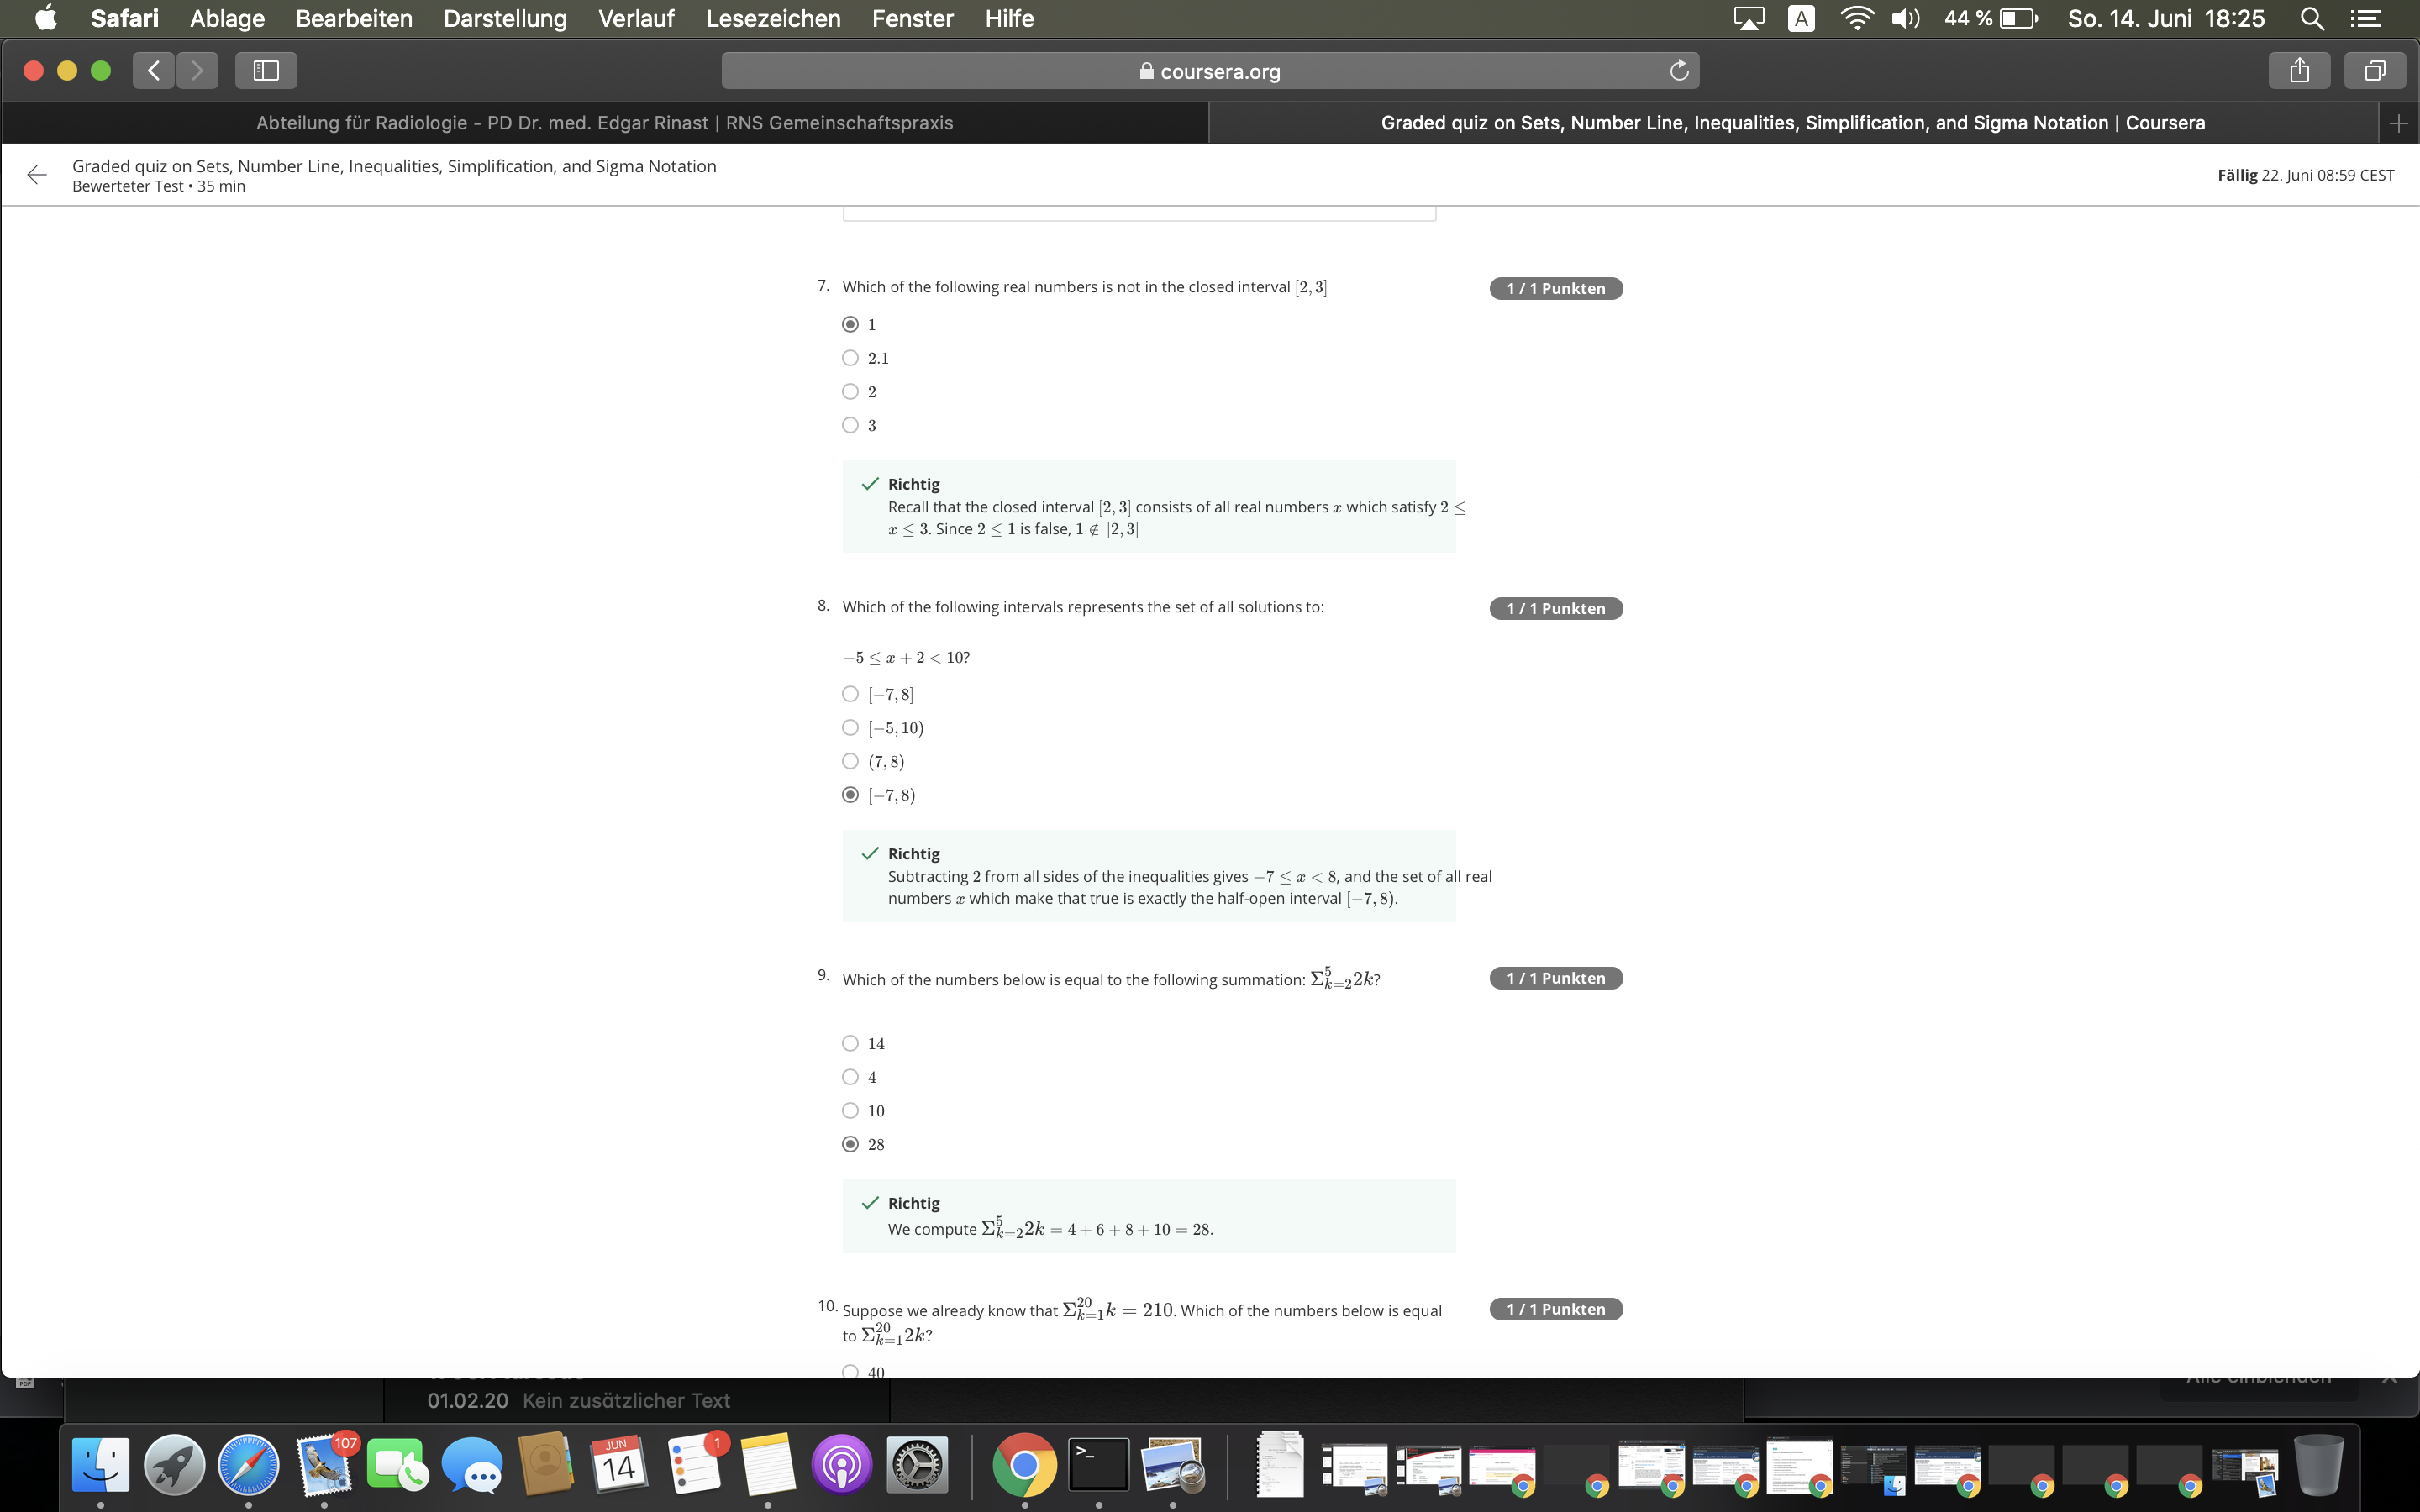 Safari Ablage Bearbeiten Darstellung Verlauf Lesezeichen Fenster Hilfe A 44 % So. 14. Juni 18:25
coursera.org
Abteilung für Radiologie - PD Dr. med. Edgar Rinast | RNS Gemeinschaftspraxis
Graded quiz on Sets, Number Line, Inequalities, Simplification, and Sigma Notation | Coursera
Graded quiz on Sets, Number Line, Inequalities, Simplification, and Sigma Notation
Bewerteter Test • 35 min
Fällig 22. Juni 08:59 CEST
7. Which of the following real numbers is not in the closed interval [2, 3]
1 / 1 Punkten
1
2.1
2
3
Richtig
Recall that the closed interval [2, 3] consists of all real numbers x which satisfy 2 ≤
x ≤ 3. Since 2 ≤ 1 is false, 1 ∉ [2, 3]
8. Which of the following intervals represents the set of all solutions to:
1 / 1 Punkten
−5 ≤ x + 2 < 10?
[−7, 8]
[−5, 10)
(7, 8)
[−7, 8)
Richtig
Subtracting 2 from all sides of the inequalities gives −7 ≤ x < 8, and the set of all real
numbers x which make that true is exactly the half-open interval [−7, 8).
9. Which of the numbers below is equal to the following summation: Σ_{k=2}^{5} 2k?
1 / 1 Punkten
14
4
10
28
Richtig
We compute Σ_{k=2}^{5} 2k = 4 + 6 + 8 + 10 = 28.
10. Suppose we already know that Σ_{k=1}^{20} k = 210. Which of the numbers below is equal
1 / 1 Punkten
to Σ_{k=1}^{20} 2k?
40
Alle einblenden
01.02.20 Kein zusätzlicher Text
107
JUN
14
1
>_